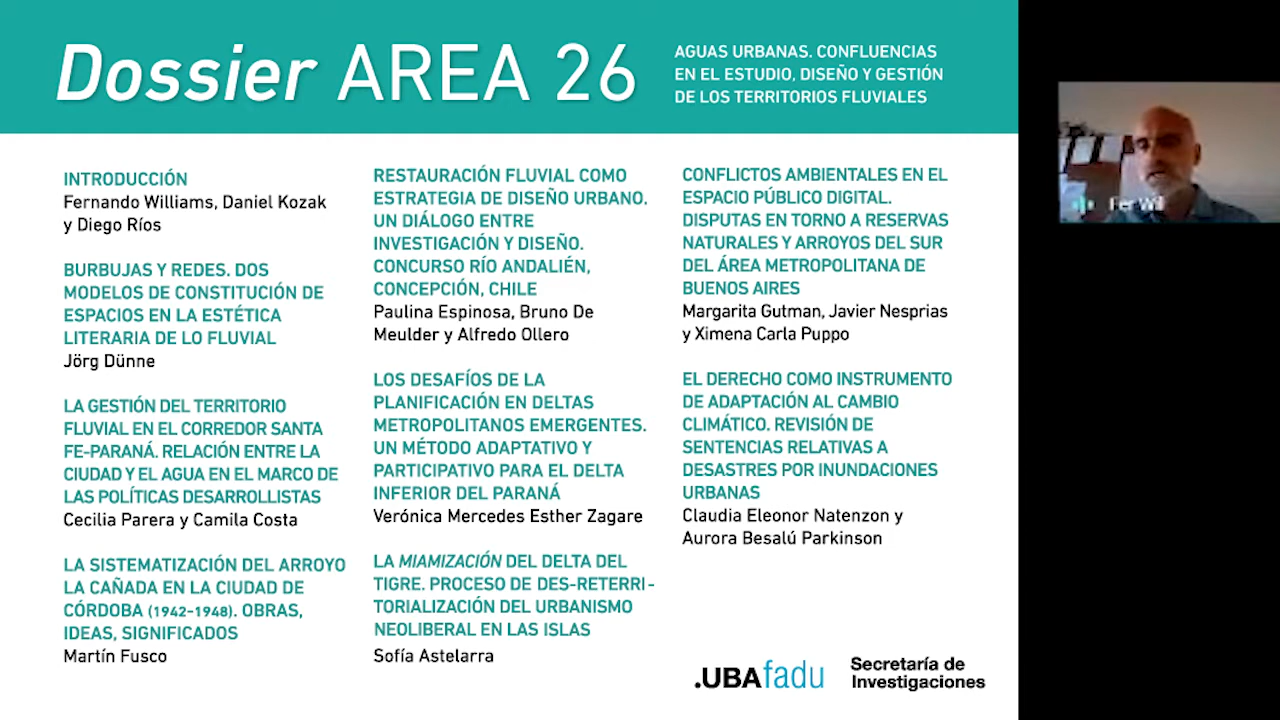 Dossier AREA 26
AGUAS URBANAS. CONFLUENCIAS
EN EL ESTUDIO, DISEÑO Y GESTIÓN
DE LOS TERRITORIOS FLUVIALES
INTRODUCCIÓN
Fernando Williams, Daniel Kozak
y Diego Ríos
BURBUJAS Y REDES. DOS
MODELOS DE CONSTITUCIÓN DE
ESPACIOS EN LA ESTÉTICA
LITERARIA DE LO FLUVIAL
Jörg Dünne
LA GESTIÓN DEL TERRITORIO
FLUVIAL EN EL CORREDOR SANTA
FE-PARANÁ. RELACIÓN ENTRE LA
CIUDAD Y EL AGUA EN EL MARCO DE
LAS POLÍTICAS DESARROLLISTAS
Cecilia Parera y Camila Costa
LA SISTEMATIZACIÓN DEL ARROYO
LA CAÑADA EN LA CIUDAD DE
CÓRDOBA (1942-1948). OBRAS,
IDEAS, SIGNIFICADOS
Martín Fusco
RESTAURACIÓN FLUVIAL COMO
ESTRATEGIA DE DISEÑO URBANO.
UN DIÁLOGO ENTRE
INVESTIGACIÓN Y DISEÑO.
CONCURSO RÍO ANDALIÉN,
CONCEPCIÓN, CHILE
Paulina Espinosa, Bruno De
Meulder y Alfredo Ollero
LOS DESAFÍOS DE LA
PLANIFICACIÓN EN DELTAS
METROPOLITANOS EMERGENTES.
UN MÉTODO ADAPTATIVO Y
PARTICIPATIVO PARA EL DELTA
INFERIOR DEL PARANÁ
Verónica Mercedes Esther Zagare
LA MIAMIZACIÓN DEL DELTA DEL
TIGRE. PROCESO DE DES-RETERRI-
TORIALIZACIÓN DEL URBANISMO
NEOLIBERAL EN LAS ISLAS
Sofía Astelarra
CONFLICTOS AMBIENTALES EN EL
ESPACIO PÚBLICO DIGITAL.
DISPUTAS EN TORNO A RESERVAS
NATURALES Y ARROYOS DEL SUR
DEL ÁREA METROPOLITANA DE
BUENOS AIRES
Margarita Gutman, Javier Nesprias
y Ximena Carla Puppo
EL DERECHO COMO INSTRUMENTO
DE ADAPTACIÓN AL CAMBIO
CLIMÁTICO. REVISIÓN DE
SENTENCIAS RELATIVAS A
DESASTRES POR INUNDACIONES
URBANAS
Claudia Eleonor Natenzon y
Aurora Besalú Parkinson
.UBAfadu
Secretaría de
Investigaciones
Fer Wil